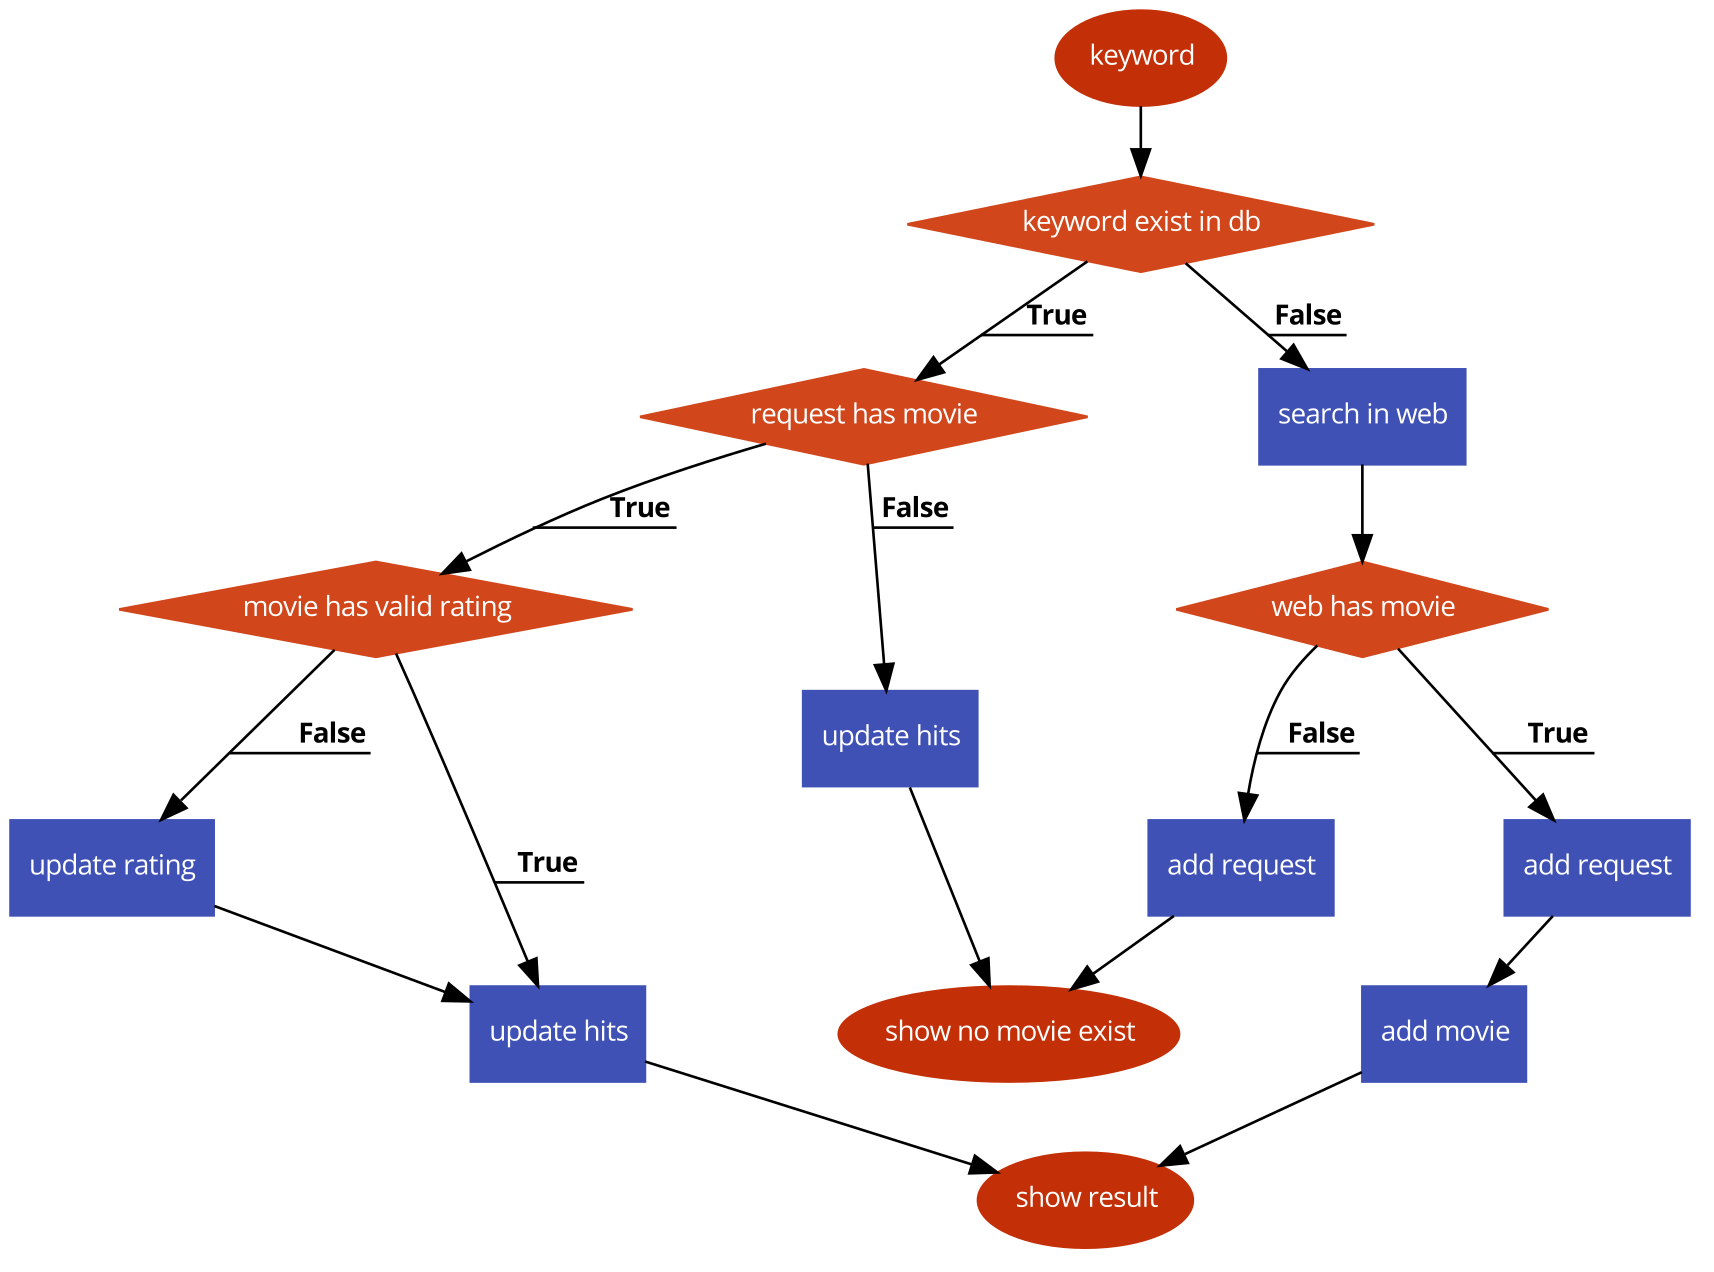 keyword
keyword exist in db
True
False
request has movie
search in web
True
False
movie has valid rating
web has movie
False
update hits
False
True
update rating
True
add request
add request
update hits
show no movie exist
add movie
show result